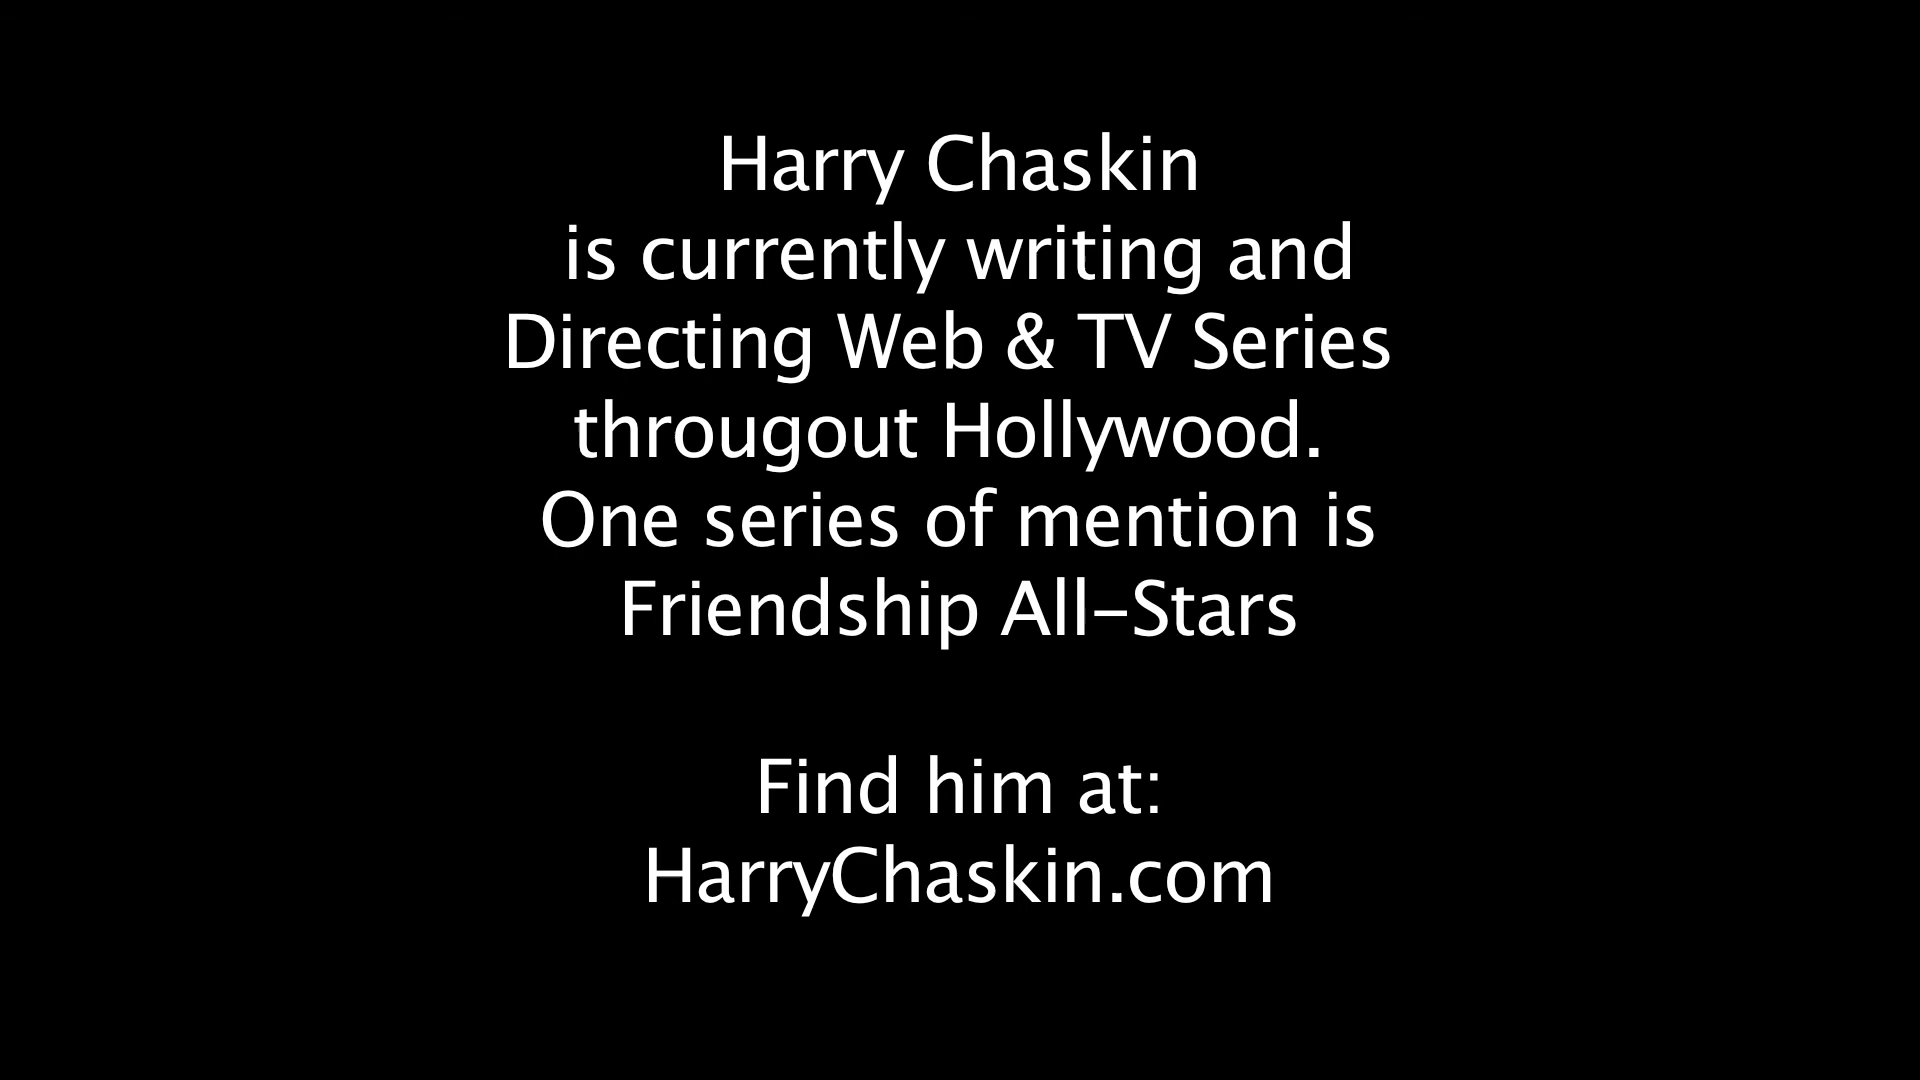 Harry Chaskin
is currently writing and
Directing Web & TV Series
througout Hollywood.
One series of mention is
Friendship All-Stars
Find him at:
HarryChaskin.com